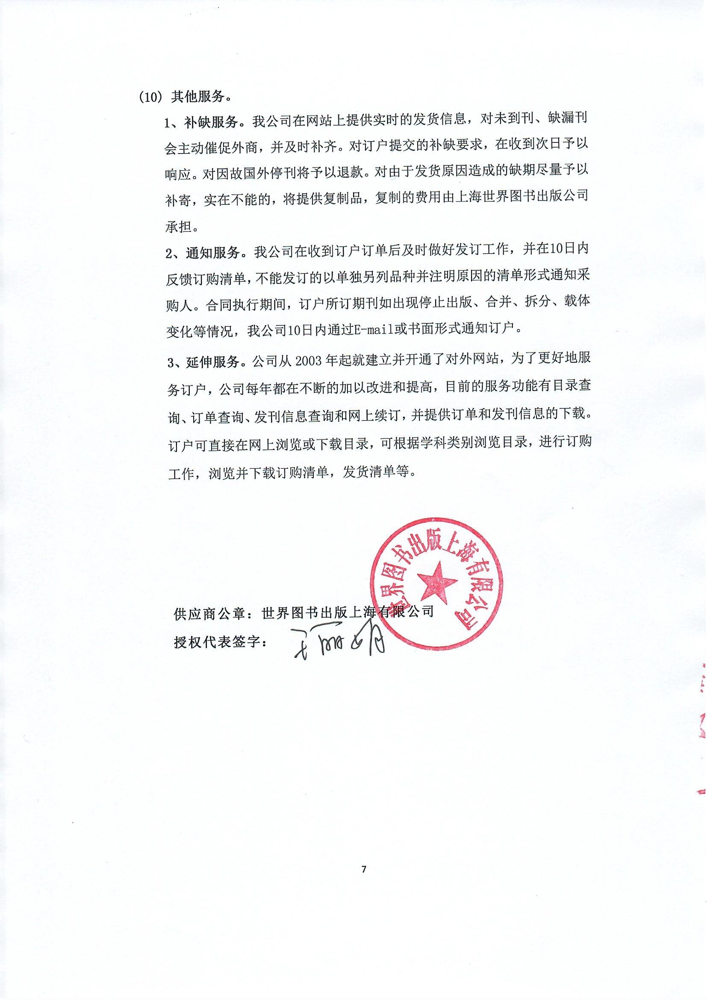 (10) 其他服务。
1、补缺服务。我公司在网站上提供实时的发货信息，对未到刊、缺漏刊
会主动催促外商，并及时补齐。对订户提交的补缺要求，在收到次日予以
响应。对因故国外停刊将予以退款。对由于发货原因造成的缺期尽量予以
补寄，实在不能的，将提供复制品，复制的费用由上海世界图书出版公司
承担。
2、通知服务。我公司在收到订户订单后及时做好发订工作，并在10日内
反馈订购清单，不能发订的以单独另列品种并注明原因的清单形式通知采
购人。合同执行期间，订户所订期刊如出现停止出版、合并、拆分、载体
变化等情况，我公司10日内通过E-mail或书面形式通知订户。
3、延伸服务。公司从 2003 年起就建立并开通了对外网站，为了更好地服
务订户，公司每年都在不断的加以改进和提高，目前的服务功能有目录查
询、订单查询、发刊信息查询和网上续订，并提供订单和发刊信息的下载。
订户可直接在网上浏览或下载目录，可根据学科类别浏览目录，进行订购
工作，浏览并下载订购清单，发货清单等。
世界图书出版上海有限公司
供应商公章：世界图书出版上海有限公司
授权代表签字：
7